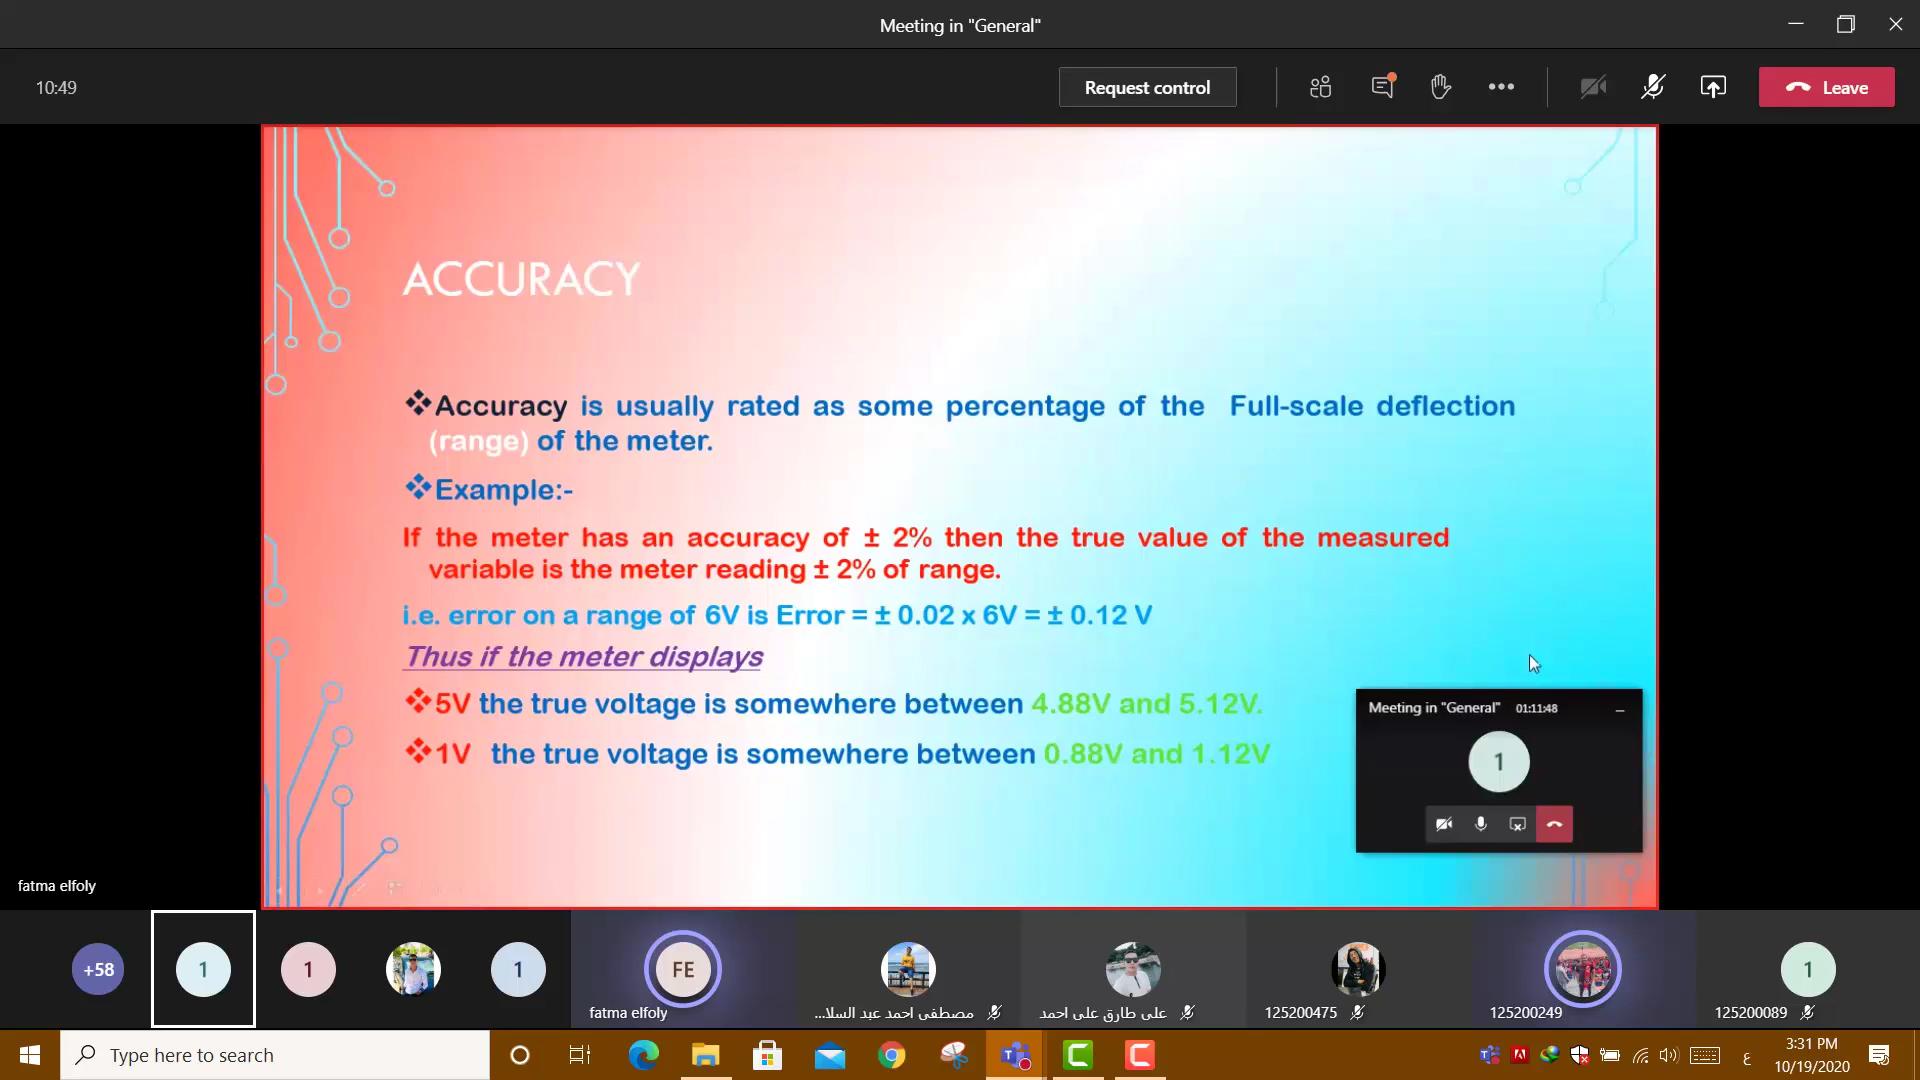 Meeting in "General"
10:49
Request control
Leave
ACCURACY
❖Accuracy is usually rated as some percentage of the Full-scale deflection
(range) of the meter.
❖Example:-
If the meter has an accuracy of ± 2% then the true value of the measured
variable is the meter reading ± 2% of range.
i.e. error on a range of 6V is Error = ± 0.02 x 6V = ± 0.12 V
Thus if the meter displays
❖5V the true voltage is somewhere between 4.88V and 5.12V.
❖1V the true voltage is somewhere between 0.88V and 1.12V
Meeting in "General" 01:11:48
1
fatma elfoly
+58
1
1
1
FE
fatma elfoly
مصطفى احمد عبد السلا...
على طارق على احمد
125200475
125200249
1
125200089
Type here to search
ع
3:31 PM
10/19/2020